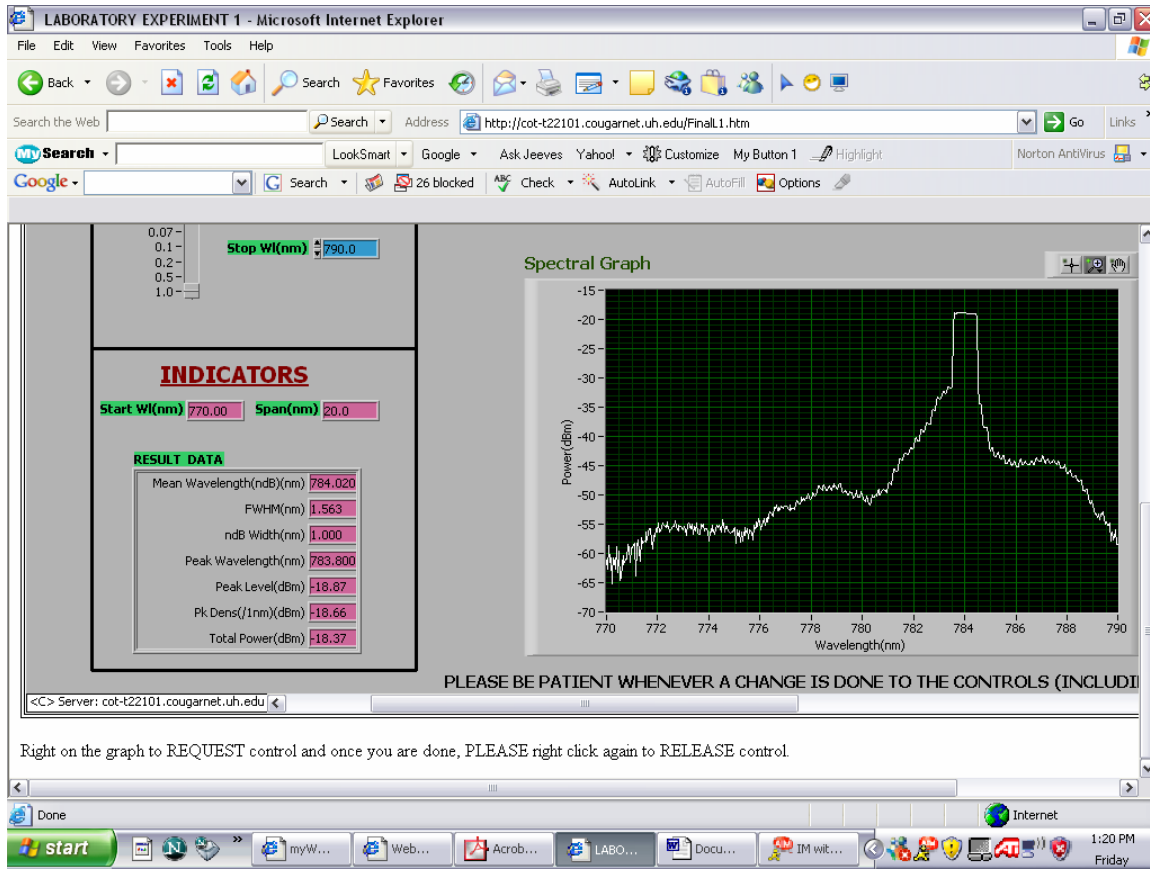 LABORATORY EXPERIMENT 1 - Microsoft Internet Explorer
File Edit View Favorites Tools Help
Back Search Favorites
Search the Web Search Address http://cot-t22101.cougarnet.uh.edu/FinalL1.htm Go Links
MySearch LookSmart Google Ask Jeeves Yahoo! Customize My Button 1 Highlight Norton AntiVirus
Google Search 26 blocked ABC Check AutoLink AutoFill Options
0.07
0.1
0.2
0.5
1.0
Stop Wl(nm) 790.0
INDICATORS
Start Wl(nm) 770.00 Span(nm) 20.0
RESULT DATA
Mean Wavelength(ndB)(nm) 784.020
FWHM(nm) 1.563
ndB Width(nm) 1.000
Peak Wavelength(nm) 783.800
Peak Level(dBm) -18.87
Pk Dens(/1nm)(dBm) -18.66
Total Power(dBm) -18.37
Spectral Graph
-15
-20
-25
-30
-35
-40
-45
-50
-55
-60
-65
-70
Power(dBm)
770 772 774 776 778 780 782 784 786 788 790
Wavelength(nm)
PLEASE BE PATIENT WHENEVER A CHANGE IS DONE TO THE CONTROLS (INCLUDI
<C> Server: cot-t22101.cougarnet.uh.edu
Right on the graph to REQUEST control and once you are done, PLEASE right click again to RELEASE control.
Done Internet
start myW... Web... Acrob... LABO... Docu... IM wit... 1:20 PM
Friday